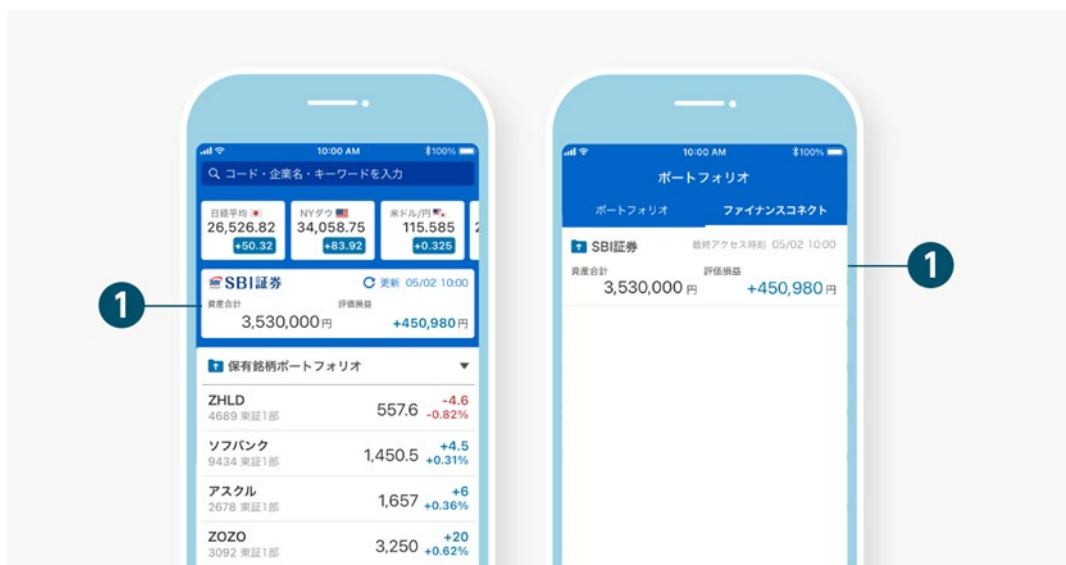 10:00 AM
100%
コード・企業名・キーワードを入力
日経平均
26,526.82
+50.32
NYダウ
34,058.75
+83.92
米ドル/円
115.585
+0.325
SBI証券
更新 05/02 10:00
資産合計
評価損益
3,530,000円
+450,980円
1
保有銘柄ポートフォリオ
ZHLD
4689 東証1部
557.6
-4.6
-0.82%
ソフバンク
9434 東証1部
1,450.5
+4.5
+0.31%
アスクル
2678 東証1部
1,657
+6
+0.36%
ZOZO
3092 東証1部
3,250
+20
+0.62%
10:00 AM
100%
ポートフォリオ
ポートフォリオ
ファイナンスコネクト
SBI証券
最終アクセス時刻 05/02 10:00
資産合計
評価損益
3,530,000 円
+450,980 円
1